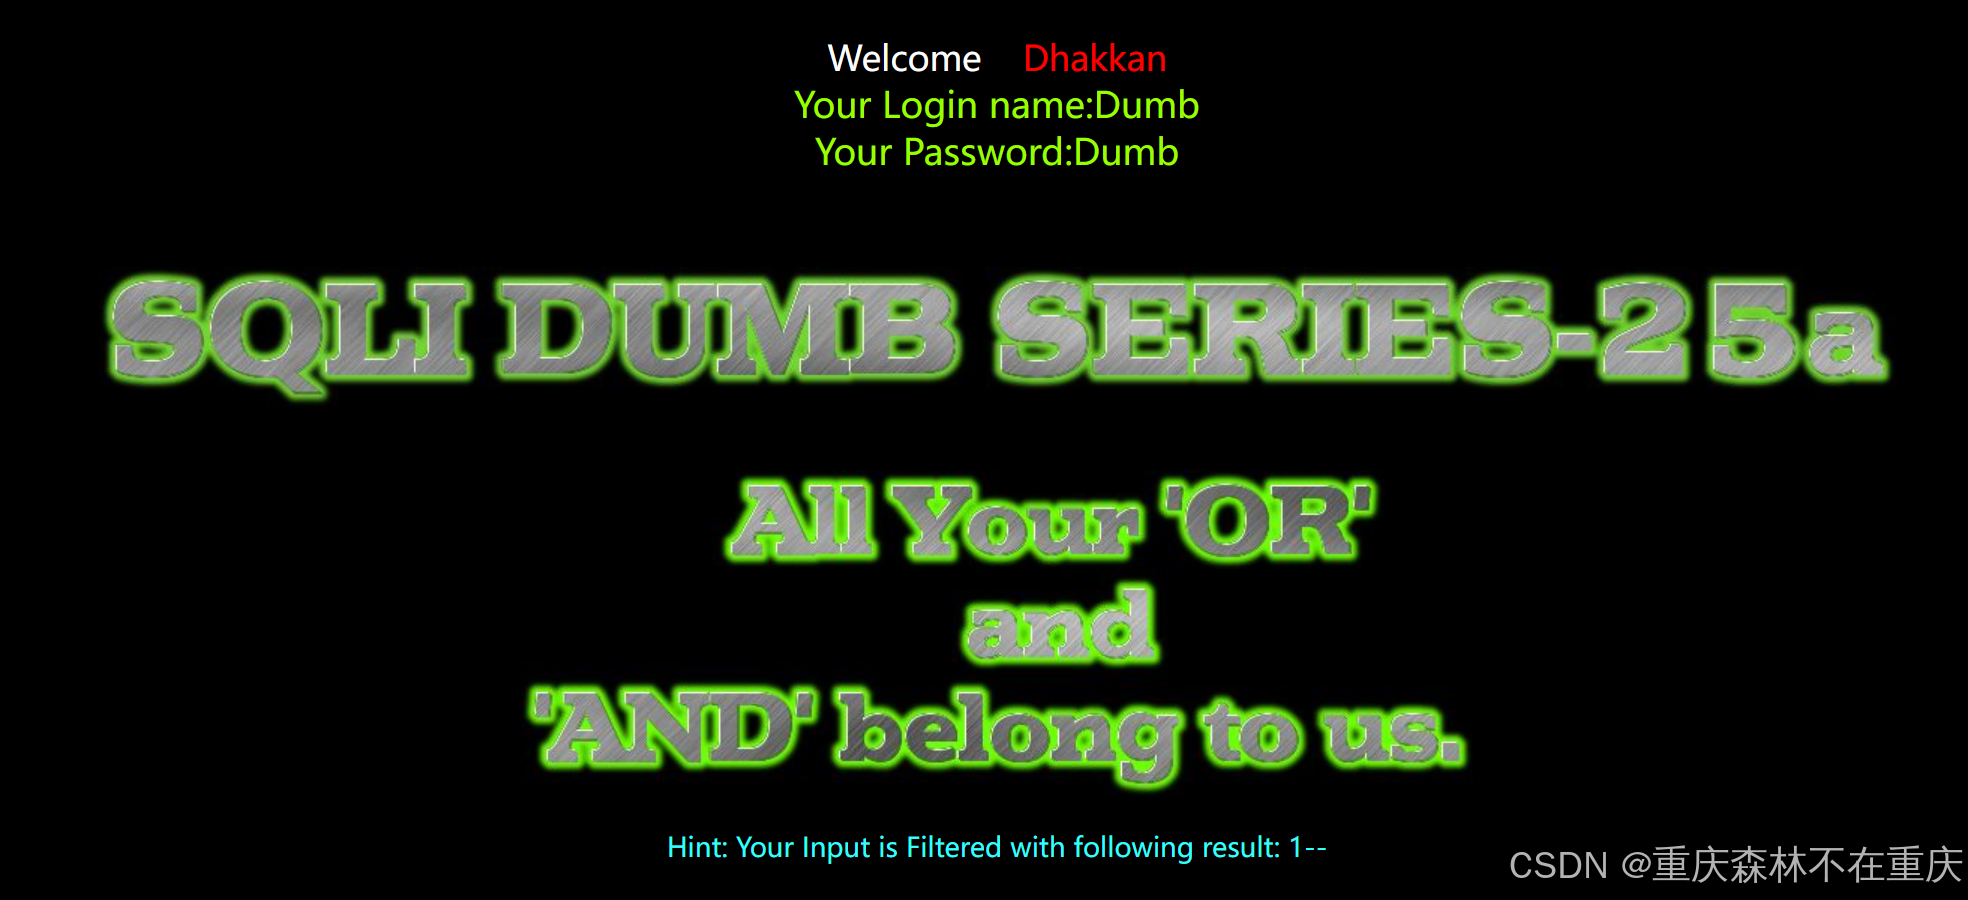 Welcome Dhakkan
Your Login name:Dumb
Your Password:Dumb
SQLI DUMB SERIES-25a
All Your 'OR'
and
'AND' belong to us.
Hint: Your Input is Filtered with following result: 1--
CSDN @重庆森林不在重庆